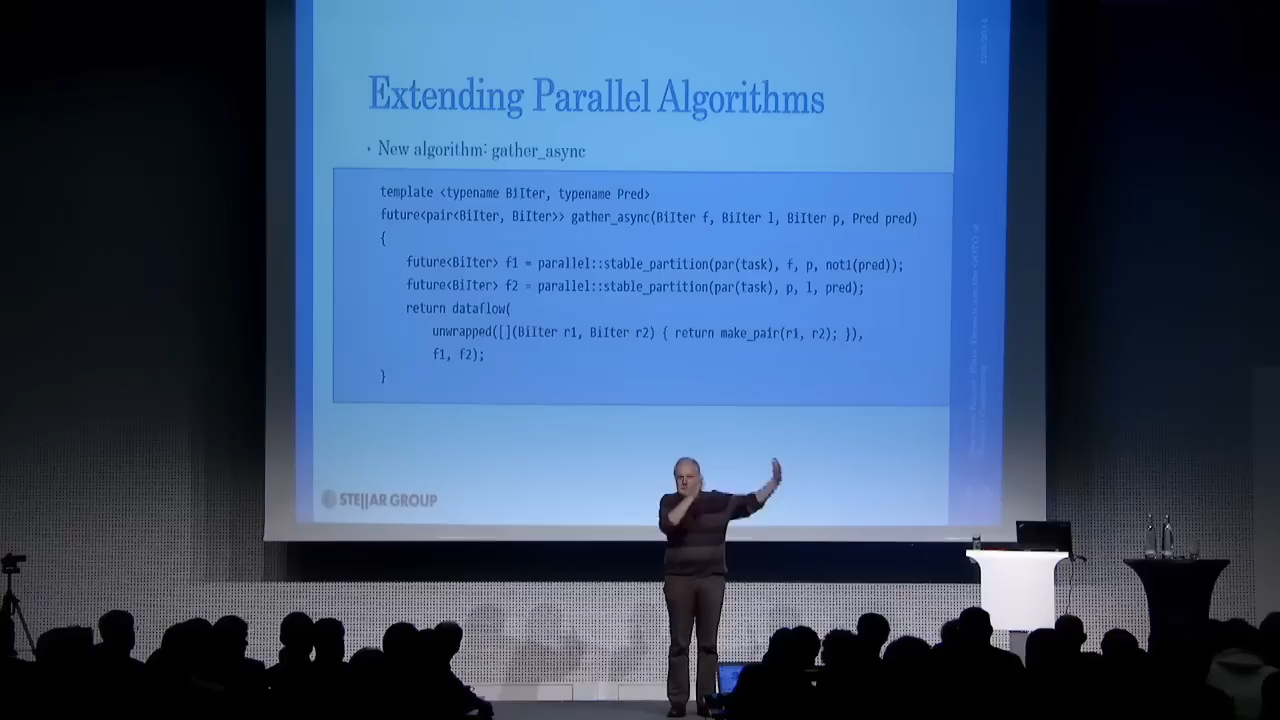 Extending Parallel Algorithms
• New algorithm: gather_async
template <typename BiIter, typename Pred>
future<pair<BiIter, BiIter>> gather_async(BiIter f, BiIter l, BiIter p, Pred pred)
{
future<BiIter> f1 = parallel::stable_partition(par(task), f, p, not1(pred));
future<BiIter> f2 = parallel::stable_partition(par(task), p, l, pred);
return dataflow(
unwrapped([](BiIter r1, BiIter r2) { return make_pair(r1, r2); }),
f1, f2);
}
STE||AR GROUP